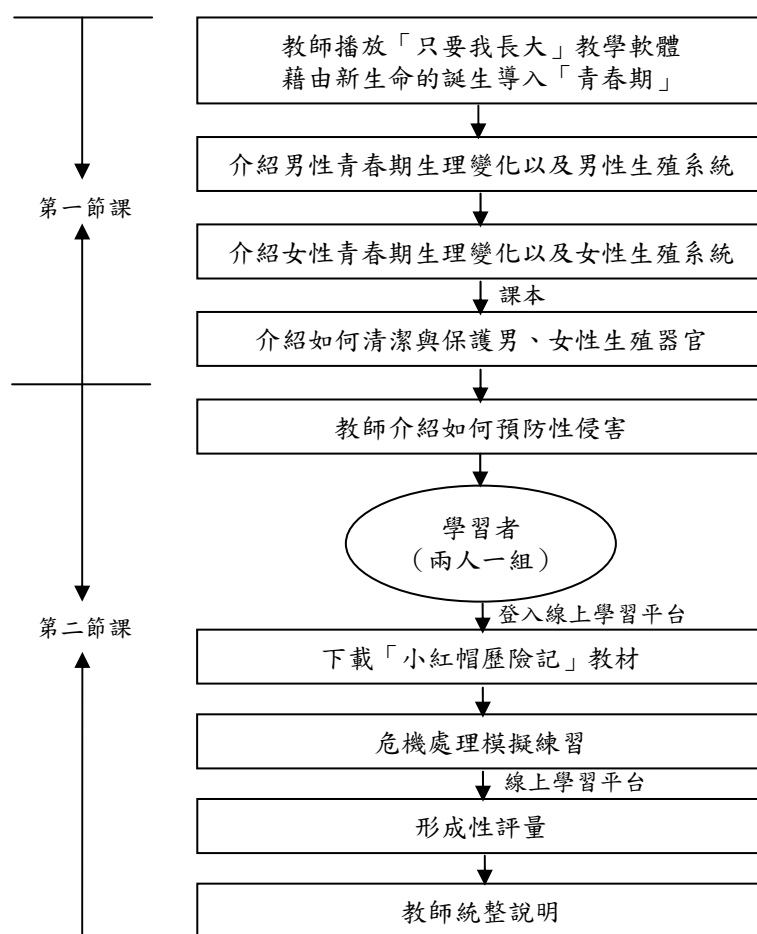 教師播放「只要我長大」教學軟體
藉由新生命的誕生導入「青春期」
介紹男性青春期生理變化以及男性生殖系統
第一節課
介紹女性青春期生理變化以及女性生殖系統
課本
介紹如何清潔與保護男、女性生殖器官
教師介紹如何預防性侵害
學習者
（兩人一組）
登入線上學習平台
第二節課
下載「小紅帽歷險記」教材
危機處理模擬練習
線上學習平台
形成性評量
教師統整說明